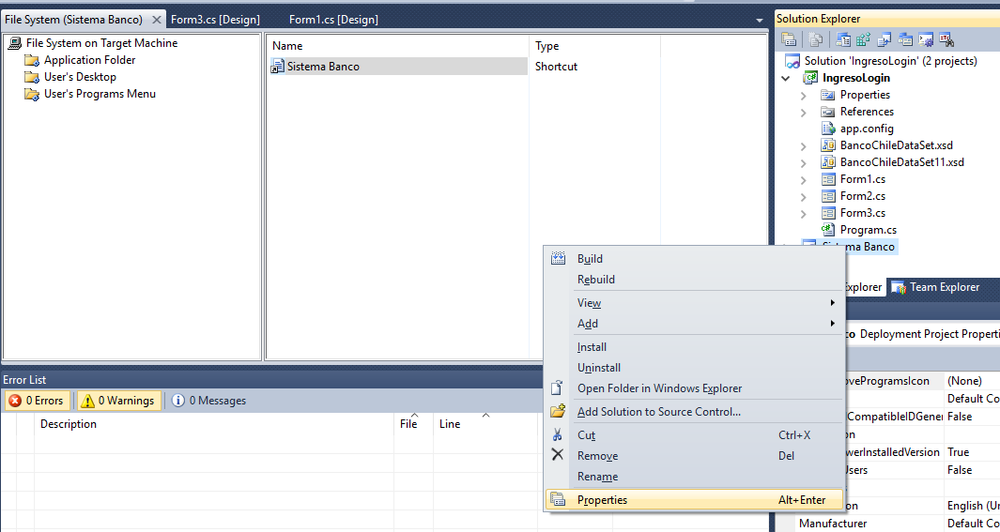 File System (Sistema Banco)
Form3.cs [Design]
Form1.cs [Design]
File System on Target Machine
Application Folder
User's Desktop
User's Programs Menu
Name
Type
Sistema Banco
Shortcut
Solution Explorer
Solution 'IngresoLogin' (2 projects)
IngresoLogin
Properties
References
app.config
BancoChileDataSet.xsd
BancoChileDataSet11.xsd
Form1.cs
Form2.cs
Form3.cs
Program.cs
Sistema Banco
Build
Rebuild
View
Add
Install
Uninstall
Open Folder in Windows Explorer
Add Solution to Source Control...
Cut Ctrl+X
Remove Del
Rename
Properties Alt+Enter
Explorer
Team Explorer
co Deployment Project Properti
oveProgramsIcon (None)
Default Co
CompatibleIDGener False
on
werInstalledVersion True
Users False
on English (Un
Manufacturer Default Co
Error List
0 Errors
0 Warnings
0 Messages
Description
File
Line